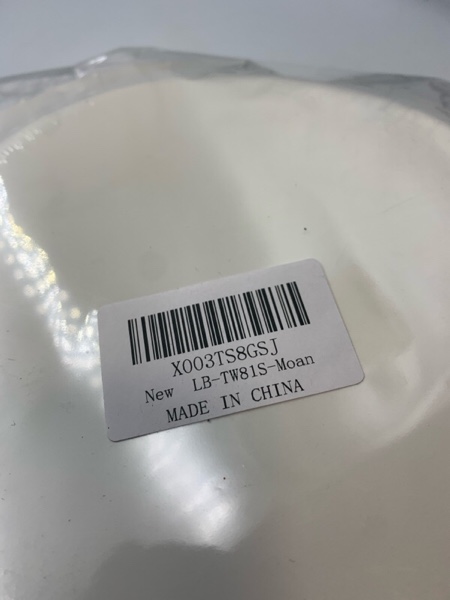 X003TS8GSJ
New LB-TW81S-Moan
MADE IN CHINA